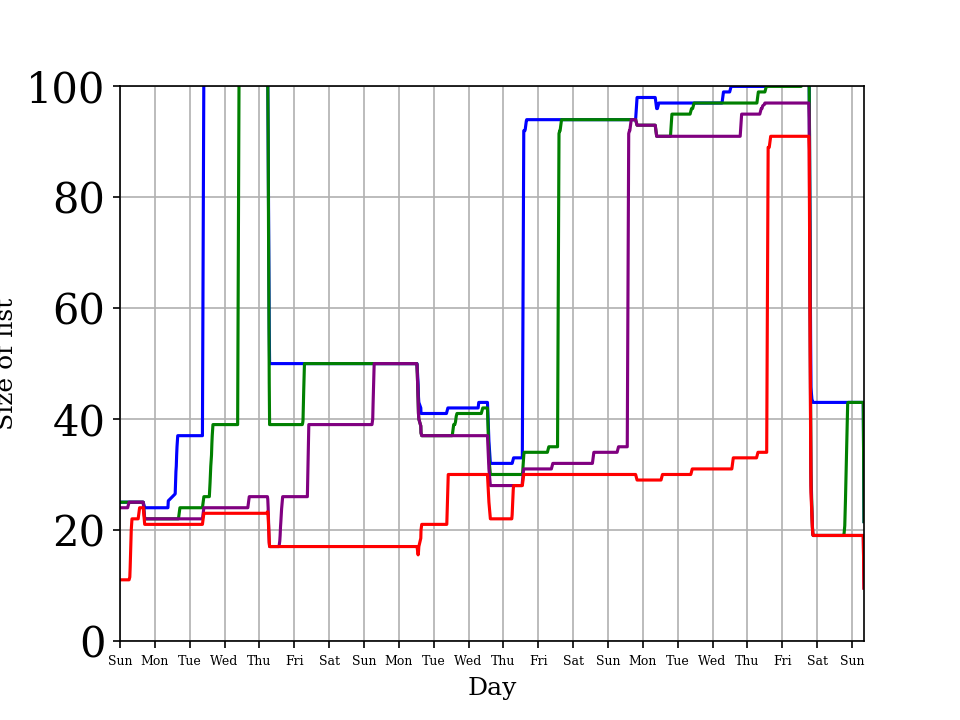 100
80
60
40
20
0
Size of list
Sun Mon Tue Wed Thu Fri Sat Sun Mon Tue Wed Thu Fri Sat Sun Mon Tue Wed Thu Fri Sat Sun
Day